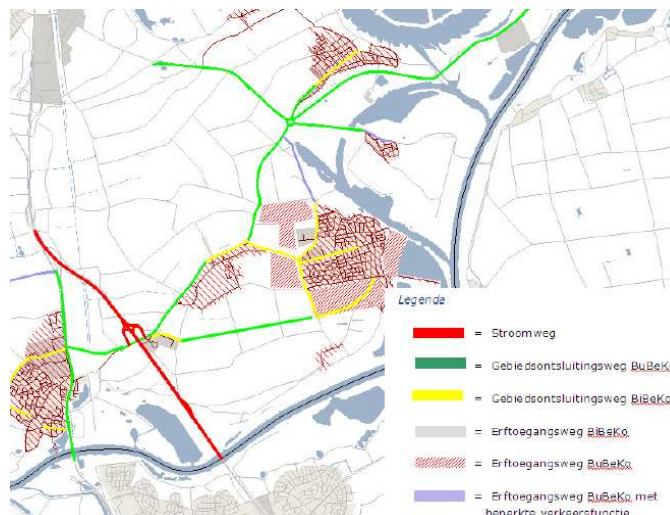 Legenda
= Stroomweg
= Gebiedsontsluitingsweg BuBeKo
= Gebiedsontsluitingsweg BiBeKo
= Erftoegangsweg BiBeKo
= Erftoegangsweg BuBeKo
= Erftoegangsweg BuBeKo met
beperkte verkeersfunctie